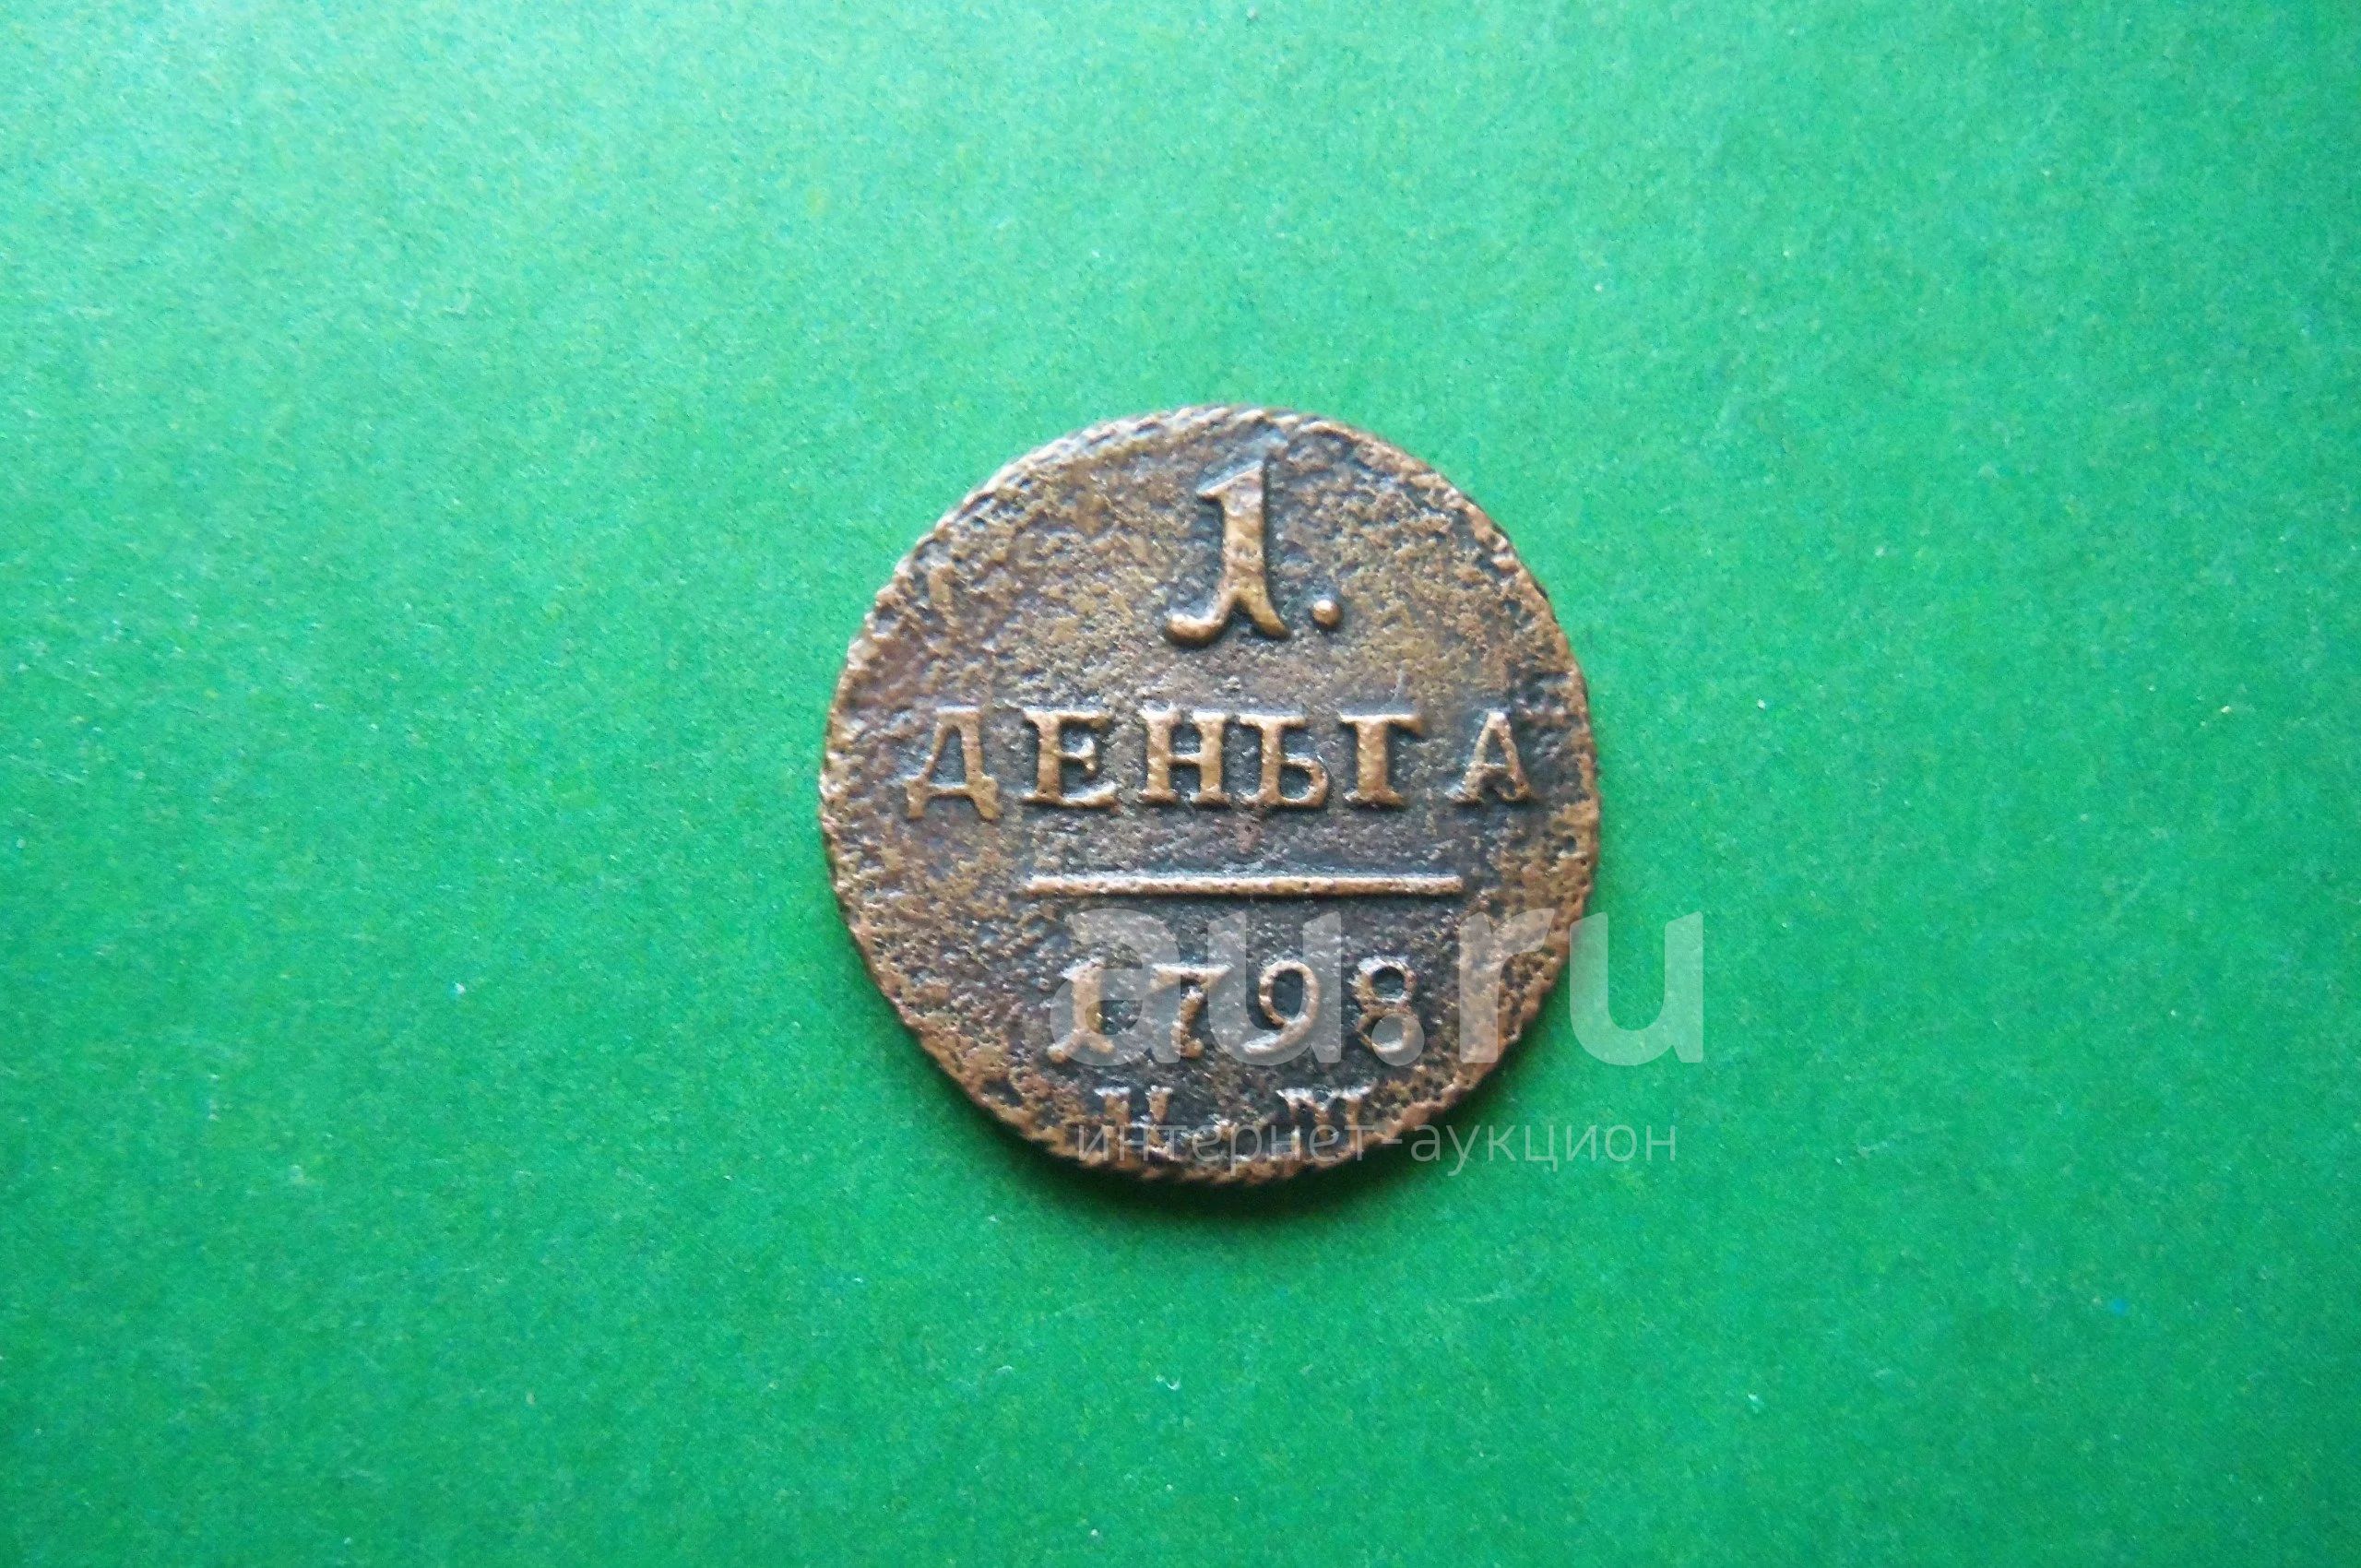 1.
ДЕНЬГА
1798
К.М
au.ru
интернет-аукцион